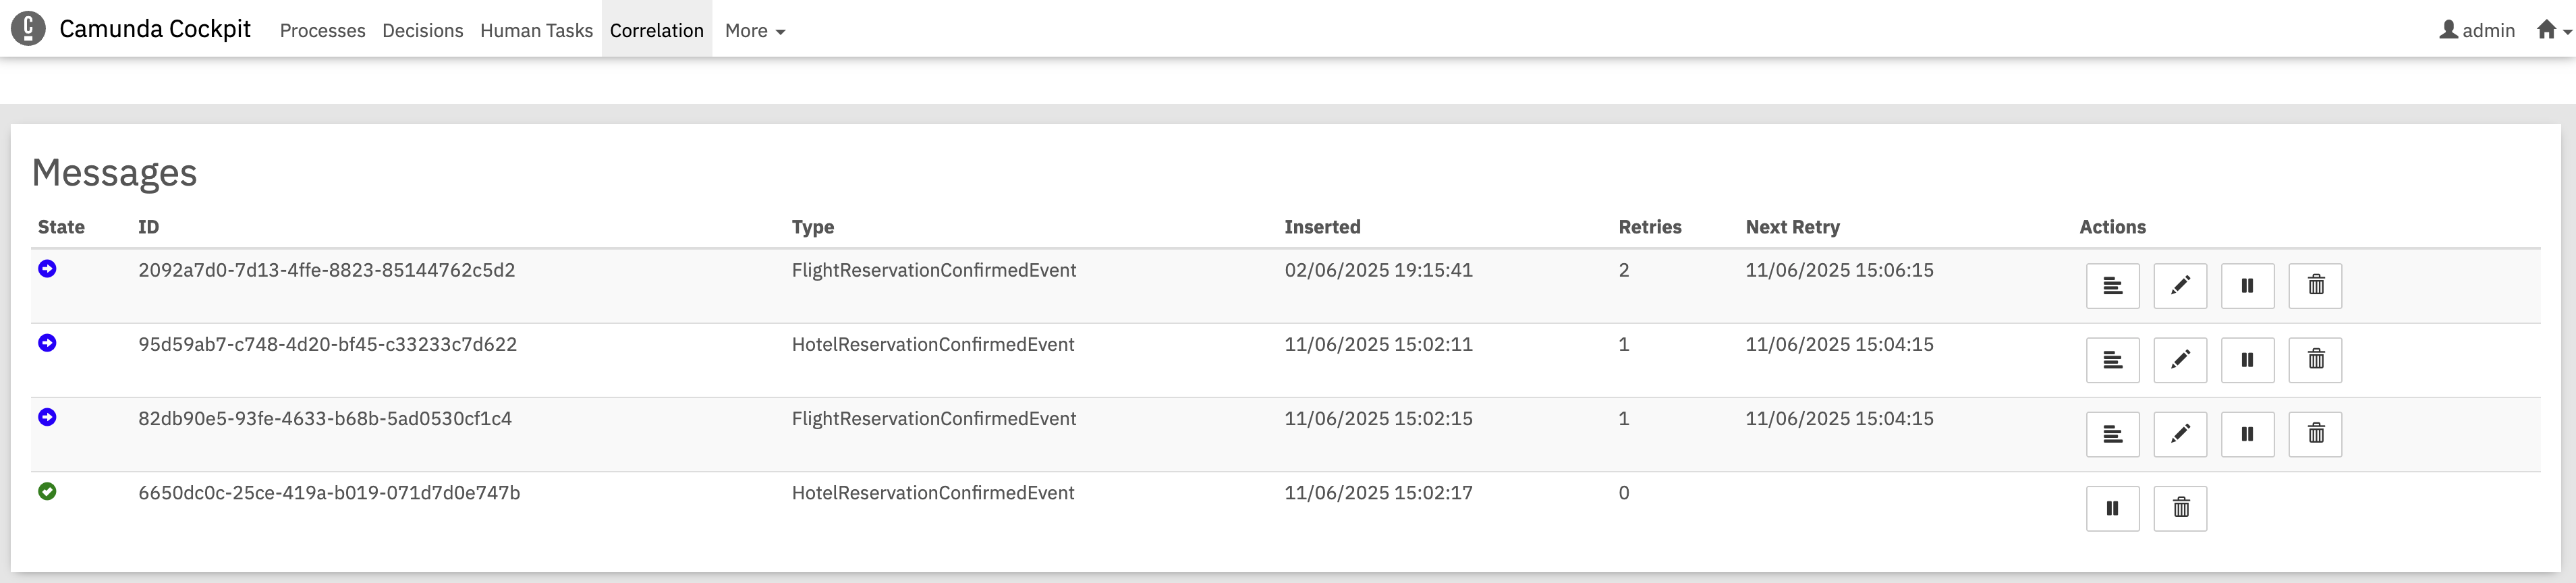 Camunda Cockpit Processes Decisions Human Tasks Correlation More admin
Messages
State ID Type Inserted Retries Next Retry Actions
2092a7d0-7d13-4ffe-8823-85144762c5d2 FlightReservationConfirmedEvent 02/06/2025 19:15:41 2 11/06/2025 15:06:15
95d59ab7-c748-4d20-bf45-c33233c7d622 HotelReservationConfirmedEvent 11/06/2025 15:02:11 1 11/06/2025 15:04:15
82db90e5-93fe-4633-b68b-5ad0530cf1c4 FlightReservationConfirmedEvent 11/06/2025 15:02:15 1 11/06/2025 15:04:15
6650dc0c-25ce-419a-b019-071d7d0e747b HotelReservationConfirmedEvent 11/06/2025 15:02:17 0